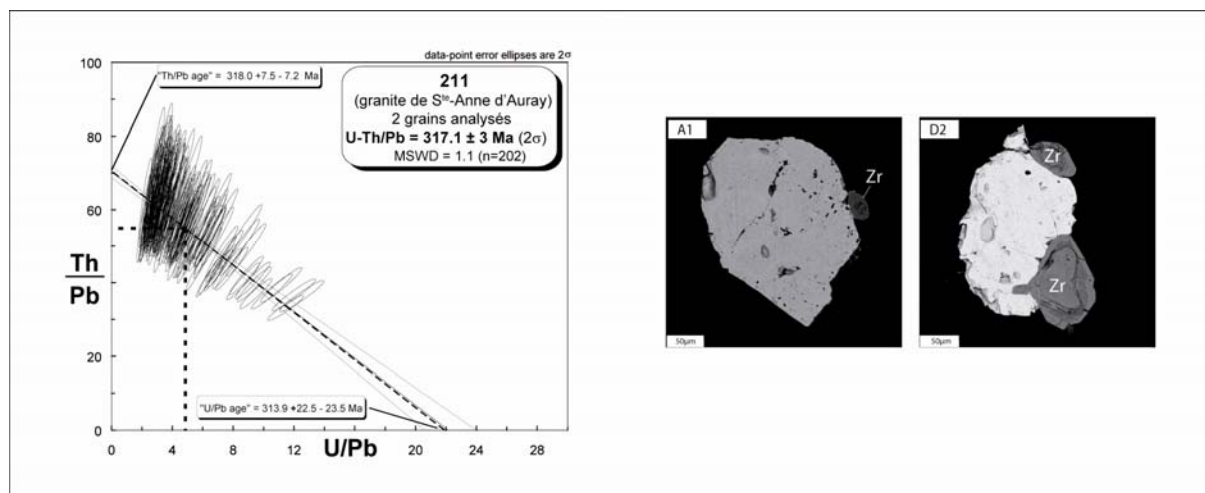 data-point error ellipses are 2σ
"Th/Pb age" = 318.0 +7.5 - 7.2 Ma
211
(granite de Sᵗᵉ-Anne d'Auray)
2 grains analysés
U-Th/Pb = 317.1 ± 3 Ma (2σ)
MSWD = 1.1 (n=202)
100
80
60
40
20
0
Th
Pb
"U/Pb age" = 313.9 +22.5 - 23.5 Ma
0 4 8 12 16 20 24 28
U/Pb
A1
Zr
50µm
D2
Zr
Zr
50µm